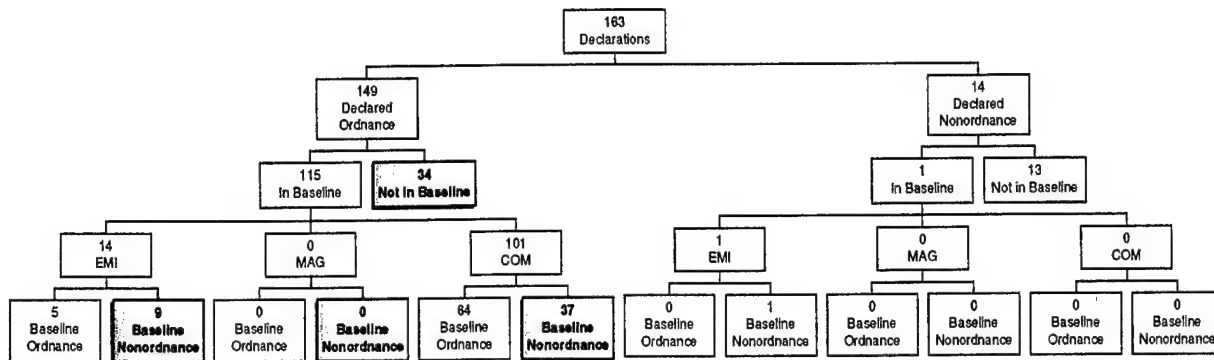 163
Declarations
149
Declared
Ordnance
14
Declared
Nonordnance
115
In Baseline
34
Not in Baseline
1
In Baseline
13
Not in Baseline
14
EMI
0
MAG
101
COM
1
EMI
0
MAG
0
COM
5
Baseline
Ordnance
9
Baseline
Nonordnance
0
Baseline
Ordnance
0
Baseline
Nonordnance
64
Baseline
Ordnance
37
Baseline
Nonordnance
0
Baseline
Ordnance
1
Baseline
Nonordnance
0
Baseline
Ordnance
0
Baseline
Nonordnance
0
Baseline
Ordnance
0
Baseline
Nonordnance